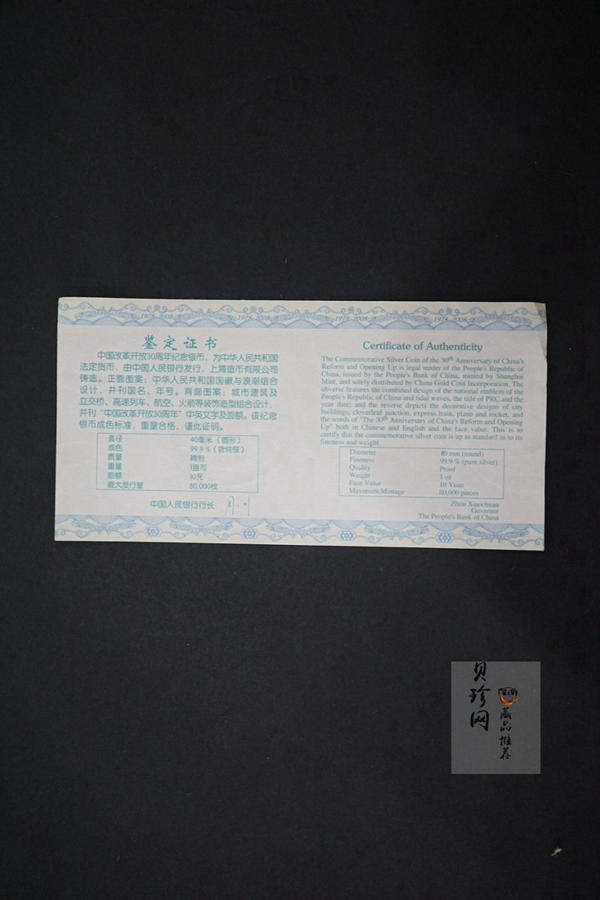 鉴定证书
中国改革开放30周年纪念银币，为中华人民共和国
法定货币，由中国人民银行发行，上海造币有限公司
铸造。正面图案：中华人民共和国国徽与浪潮组合
设计，并刊国名、年号。背面图案：城市建筑及
立交桥、高速列车、航空、火箭等装饰造型组合设计，
并刊“中国改革开放30周年”中英文字及面额。该纪念
银币成色标准，重量合格，谨此证明。
直径 40毫米（圆形）
成色 99.9%（含纯银）
质量 精制
重量 1盎司
面额 10元
最大发行量 80,000枚
中国人民银行行长
Certificate of Authenticity
The Commemorative Silver Coin of the 30th Anniversary of China's
Reform and Opening Up is legal tender of the People's Republic of
China, issued by the People's Bank of China, minted by Shanghai
Mint, and solely distributed by China Gold Coin Incorporation. The
obverse features the combined design of the national emblem of the
People's Republic of China and tidal waves, the title of PRC and the
year date; and the reverse depicts the decorative designs of city
buildings, cloverleaf junction, express train, plane and rocket, and
the words of "The 30th Anniversary of China's Reform and Opening
Up" both in Chinese and English and the face value. This is to
certify that the commemorative silver coin is up to standard as to its
fineness and weight.
Diameter 40 mm (round)
Fineness 99.9% (pure silver)
Quality Proof
Weight 1 oz
Face Value 10 Yuan
Maximum Mintage 80,000 pieces
Zhou Xiaochuan
Governor
The People's Bank of China
贝珍网
藏品推荐